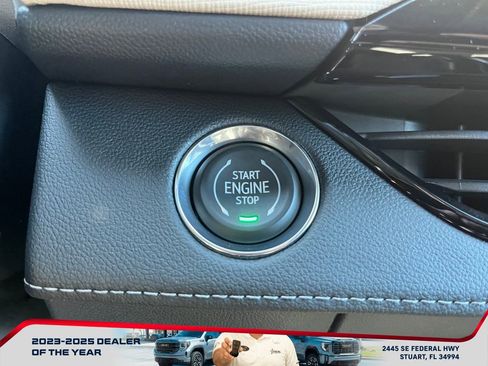 START
ENGINE
STOP
2023-2025 DEALER
OF THE YEAR
2445 SE FEDERAL HWY
STUART, FL 34994